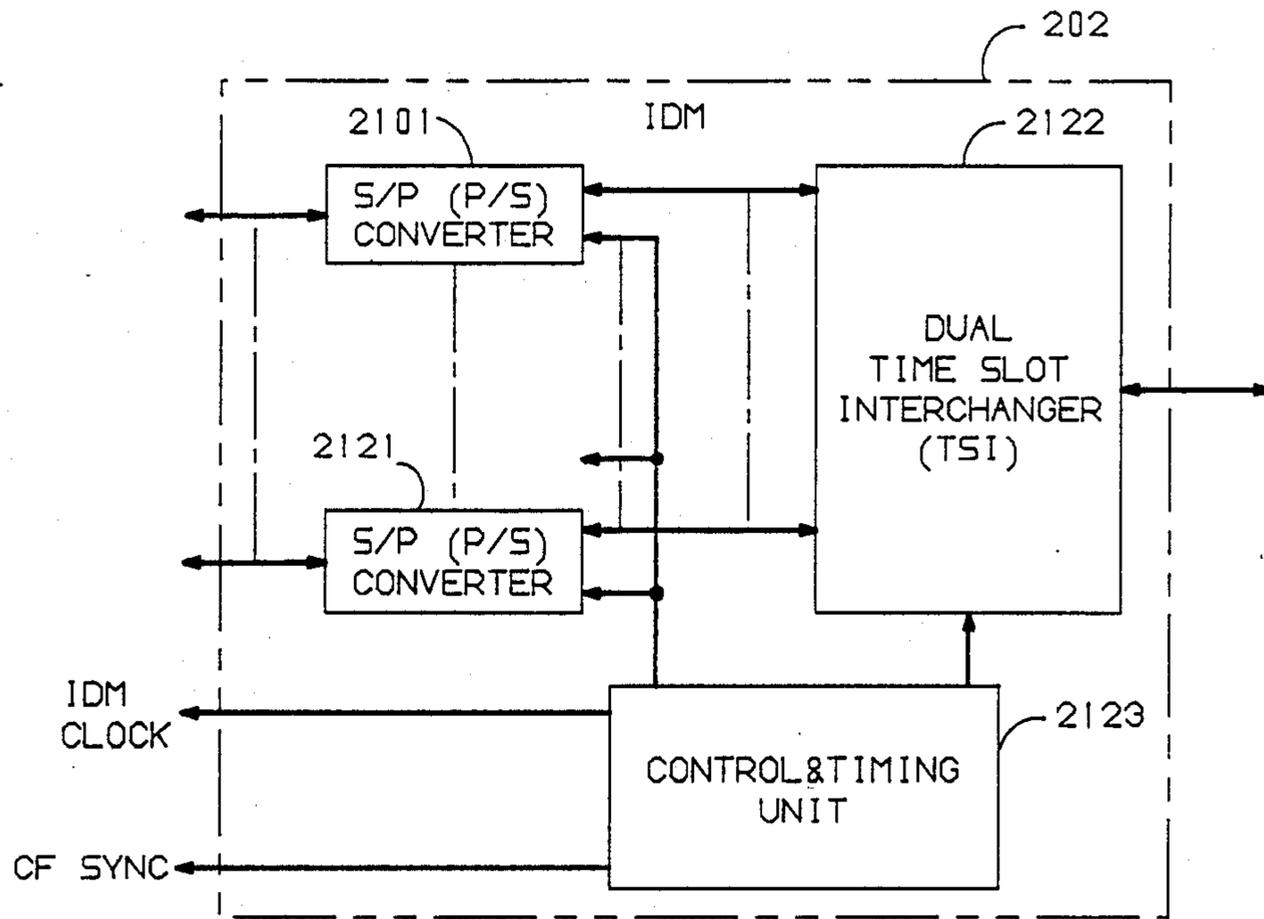 202
2101
IDM
2122
S/P (P/S)
CONVERTER
DUAL
TIME SLOT
INTERCHANGER
(TSI)
2121
S/P (P/S)
CONVERTER
IDM
CLOCK
2123
CONTROL&TIMING
UNIT
CF SYNC